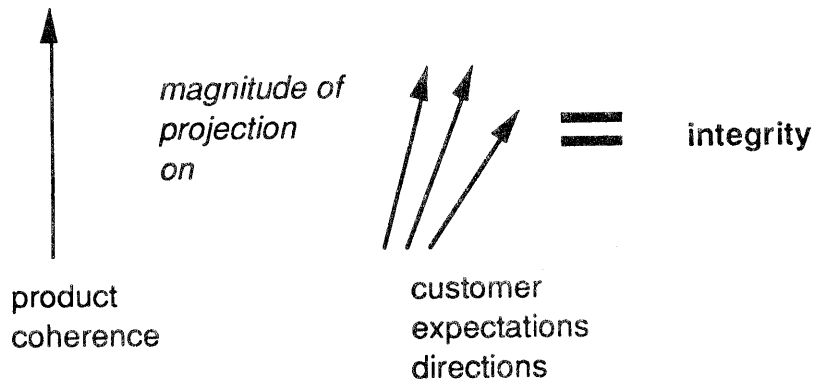 magnitude of
projection
on
=
integrity
product
coherence
customer
expectations
directions